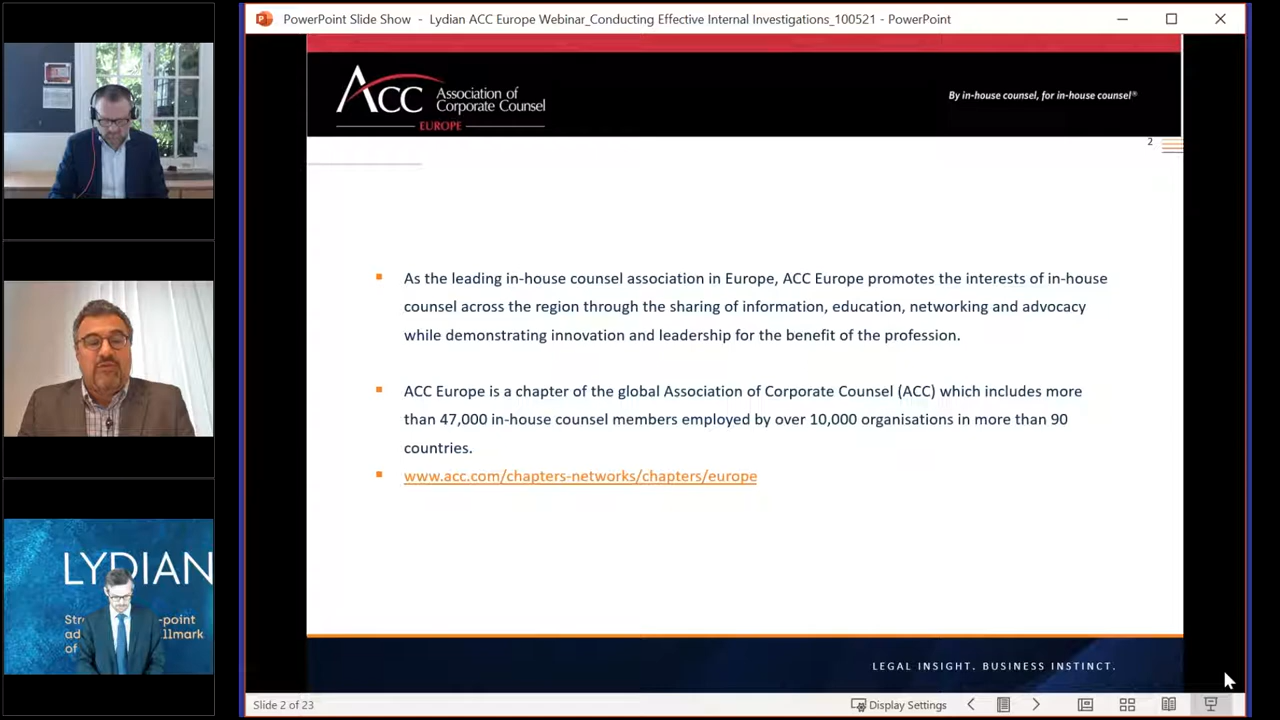 PowerPoint Slide Show - Lydian ACC Europe Webinar_Conducting Effective Internal Investigations_100521 - PowerPoint
ACC Association of
Corporate Counsel
EUROPE
By in-house counsel, for in-house counsel®
2
As the leading in-house counsel association in Europe, ACC Europe promotes the interests of in-house
counsel across the region through the sharing of information, education, networking and advocacy
while demonstrating innovation and leadership for the benefit of the profession.
ACC Europe is a chapter of the global Association of Corporate Counsel (ACC) which includes more
than 47,000 in-house counsel members employed by over 10,000 organisations in more than 90
countries.
www.acc.com/chapters-networks/chapters/europe
LEGAL INSIGHT. BUSINESS INSTINCT.
Slide 2 of 23
Display Settings
LYDIAN
-point
ad
llmark
of